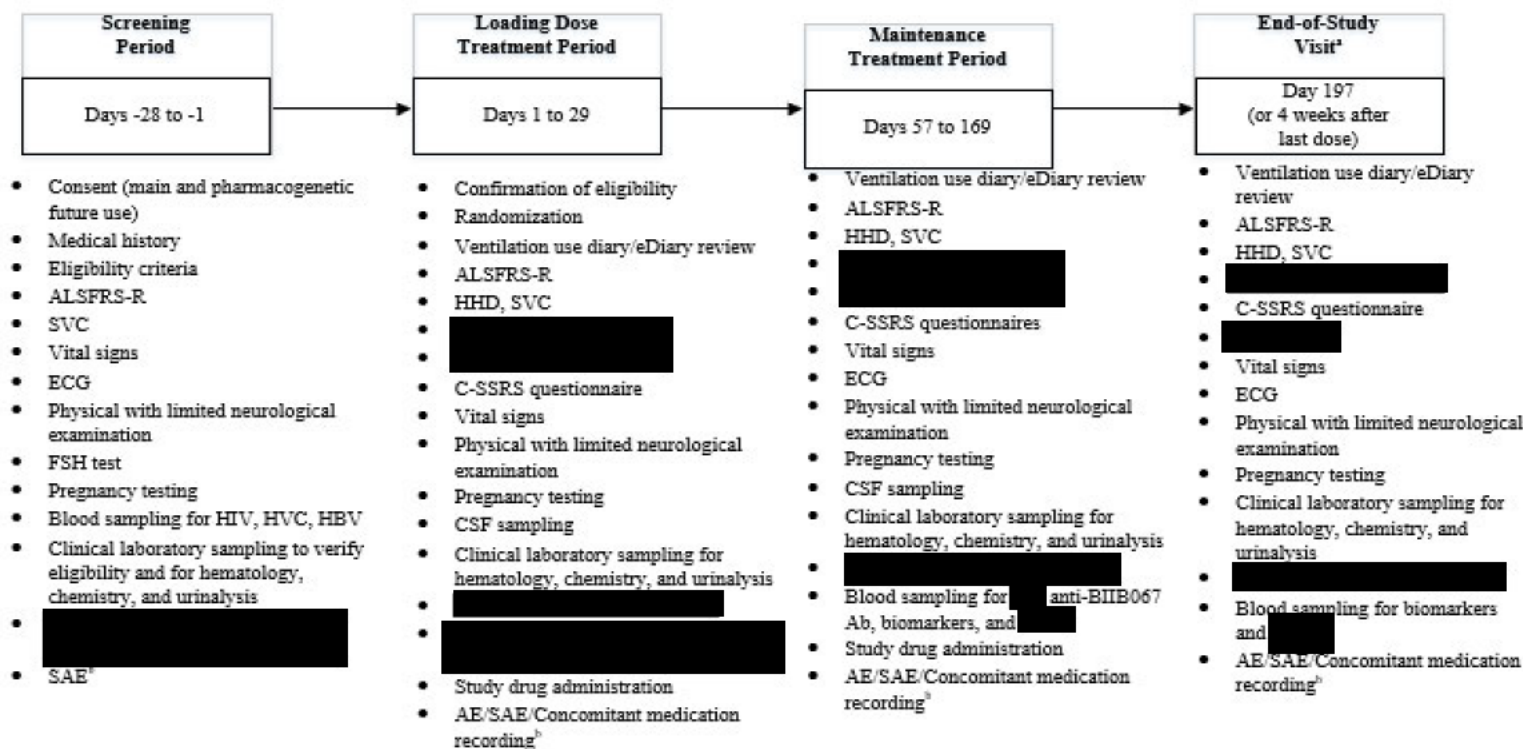 Screening
Period
Days -28 to -1
• Consent (main and pharmacogenetic
future use)
• Medical history
• Eligibility criteria
• ALSFRS-R
• SVC
• Vital signs
• ECG
• Physical with limited neurological
examination
• FSH test
• Pregnancy testing
• Blood sampling for HIV, HVC, HBV
• Clinical laboratory sampling to verify
eligibility and for hematology,
chemistry, and urinalysis
•
• SAE
Loading Dose
Treatment Period
Days 1 to 29
• Confirmation of eligibility
• Randomization
• Ventilation use diary/eDiary review
• ALSFRS-R
• HHD, SVC
•
•
• C-SSRS questionnaire
• Vital signs
• Physical with limited neurological
examination
• Pregnancy testing
• CSF sampling
• Clinical laboratory sampling for
hematology, chemistry, and urinalysis
•
•
• Study drug administration
• AE/SAE/Concomitant medication
recording^b
Maintenance
Treatment Period
Days 57 to 169
• Ventilation use diary/eDiary review
• ALSFRS-R
• HHD, SVC
•
•
• C-SSRS questionnaires
• Vital signs
• ECG
• Physical with limited neurological
examination
• Pregnancy testing
• CSF sampling
• Clinical laboratory sampling for
hematology, chemistry, and urinalysis
•
• Blood sampling for anti-BIIB067
Ab, biomarkers, and
• Study drug administration
• AE/SAE/Concomitant medication
recording^b
End-of-Study
Visit^a
Day 197
(or 4 weeks after
last dose)
• Ventilation use diary/eDiary
review
• ALSFRS-R
• HHD, SVC
•
• C-SSRS questionnaire
•
• Vital signs
• ECG
• Physical with limited neurological
examination
• Pregnancy testing
• Clinical laboratory sampling for
hematology, chemistry, and
urinalysis
•
• Blood sampling for biomarkers
and
• AE/SAE/Concomitant medication
recording^b